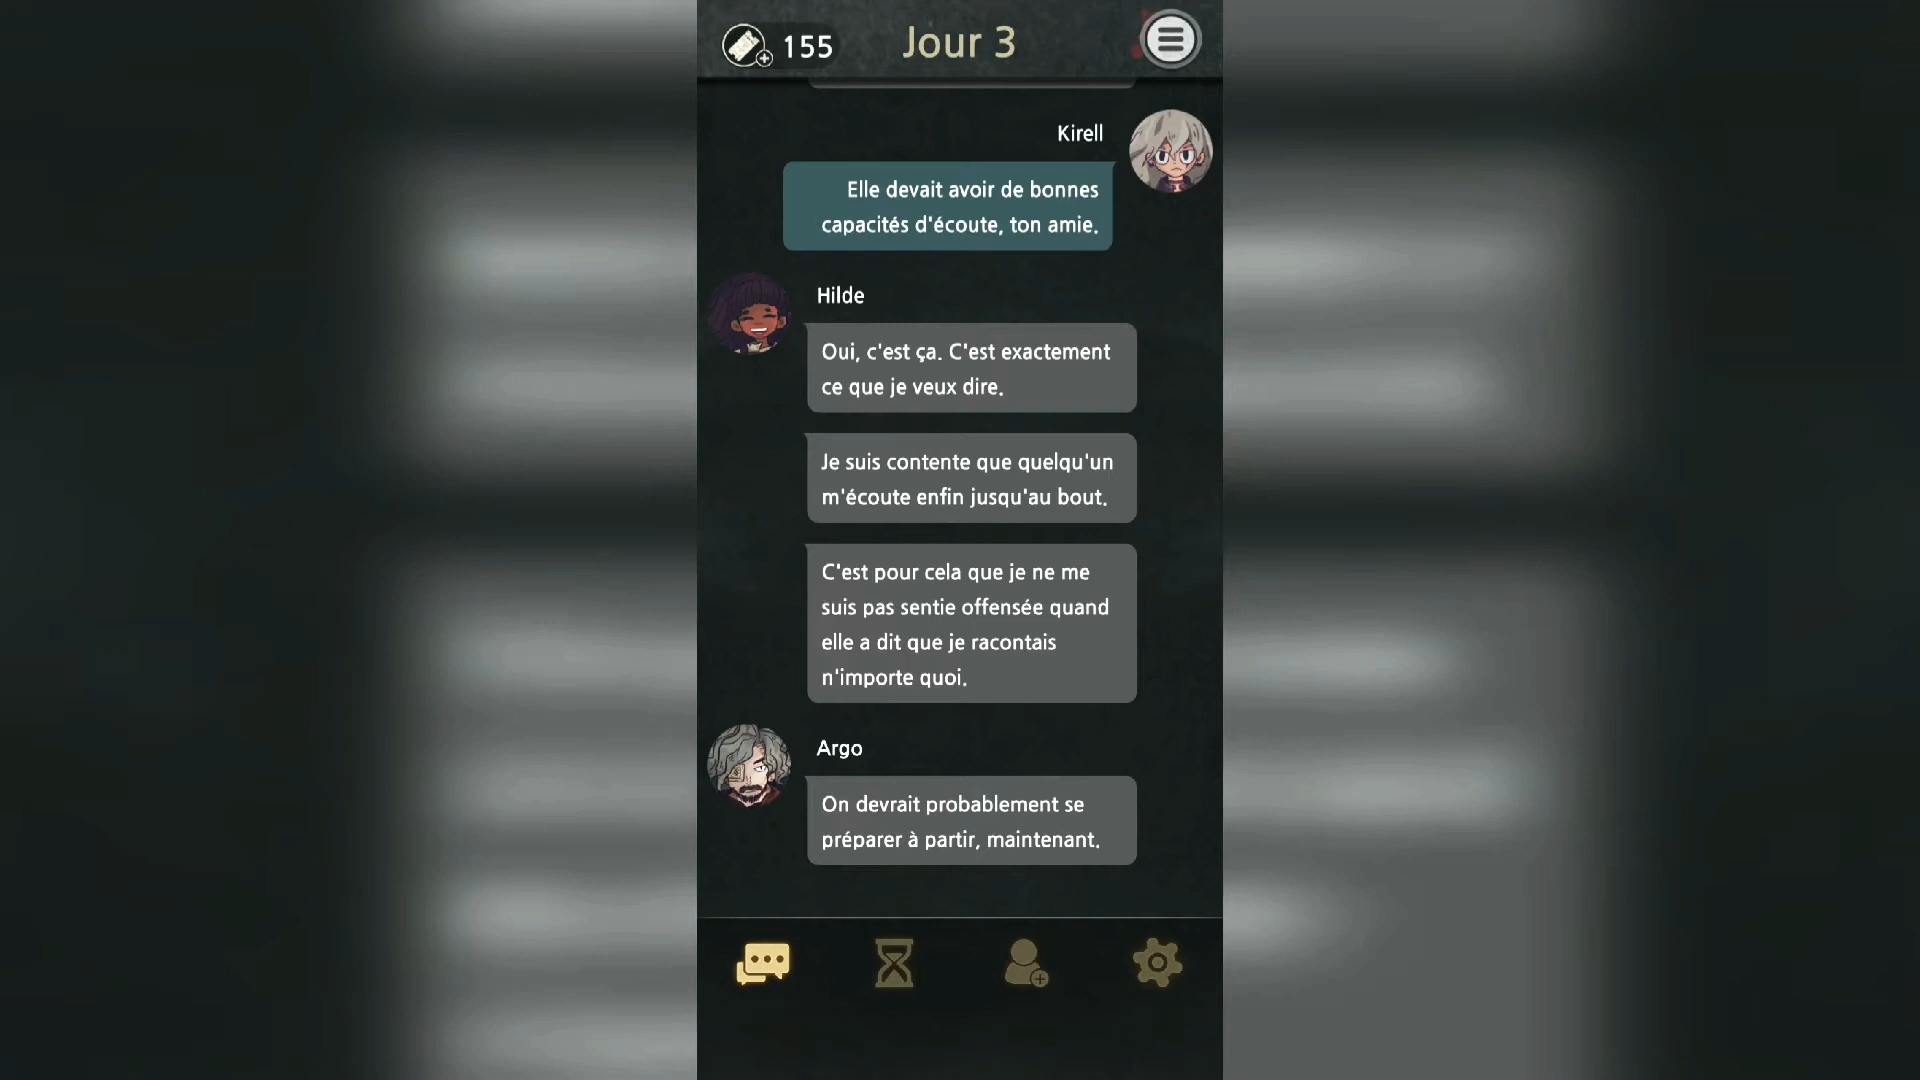 155
Jour 3
Kirell
Elle devait avoir de bonnes
capacités d'écoute, ton amie.
Hilde
Oui, c'est ça. C'est exactement
ce que je veux dire.
Je suis contente que quelqu'un
m'écoute enfin jusqu'au bout.
C'est pour cela que je ne me
suis pas sentie offensée quand
elle a dit que je racontais
n'importe quoi.
Argo
On devrait probablement se
préparer à partir, maintenant.